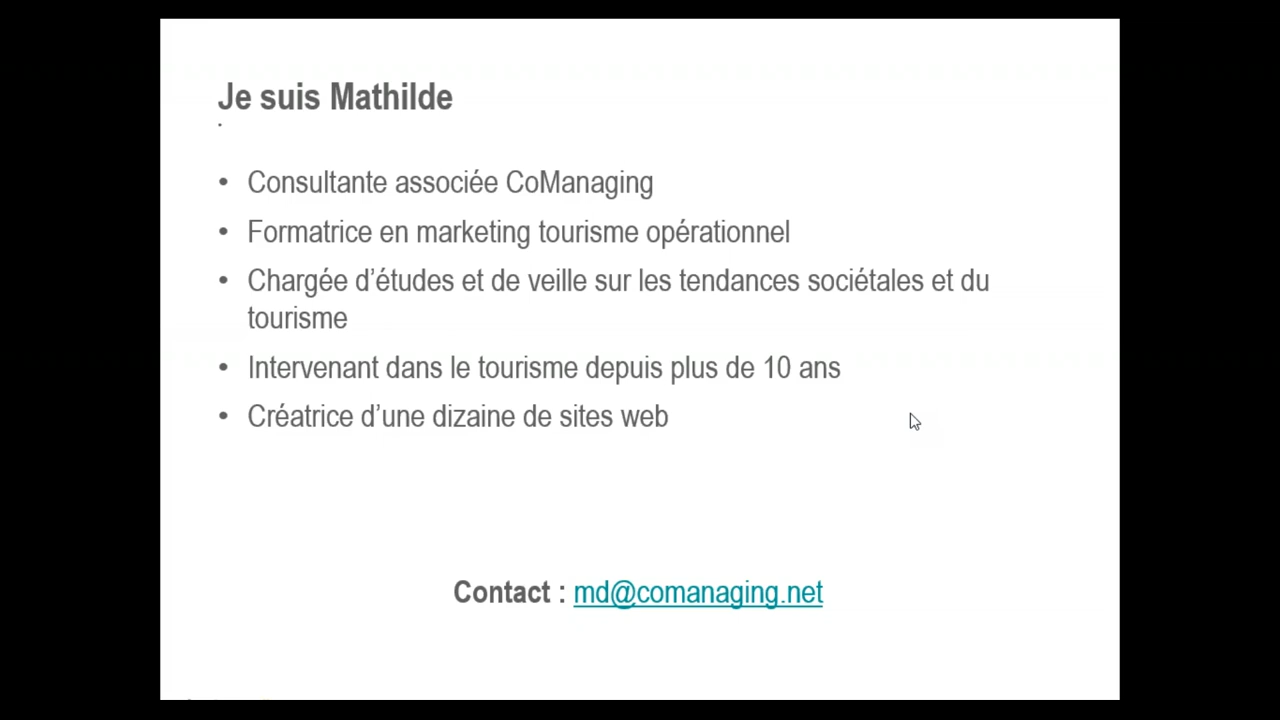 Je suis Mathilde
.
• Consultante associée CoManaging
• Formatrice en marketing tourisme opérationnel
• Chargée d’études et de veille sur les tendances sociétales et du
tourisme
• Intervenant dans le tourisme depuis plus de 10 ans
• Créatrice d’une dizaine de sites web
Contact : md@comanaging.net